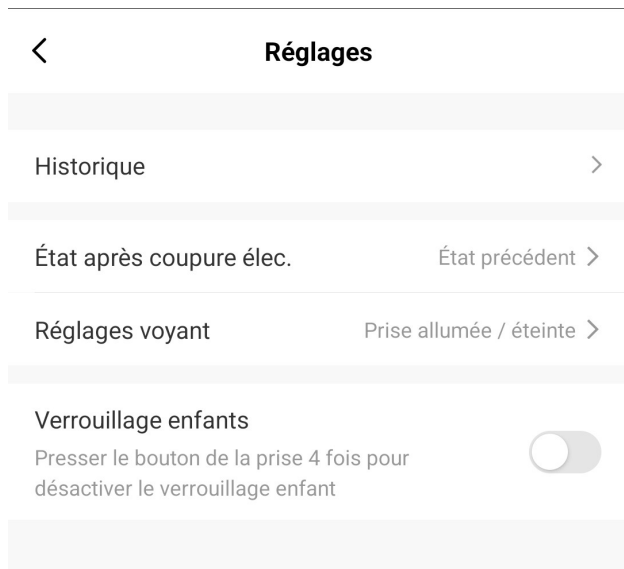 Réglages
Historique
État après coupure élec. État précédent
Réglages voyant Prise allumée / éteinte
Verrouillage enfants
Presser le bouton de la prise 4 fois pour
désactiver le verrouillage enfant